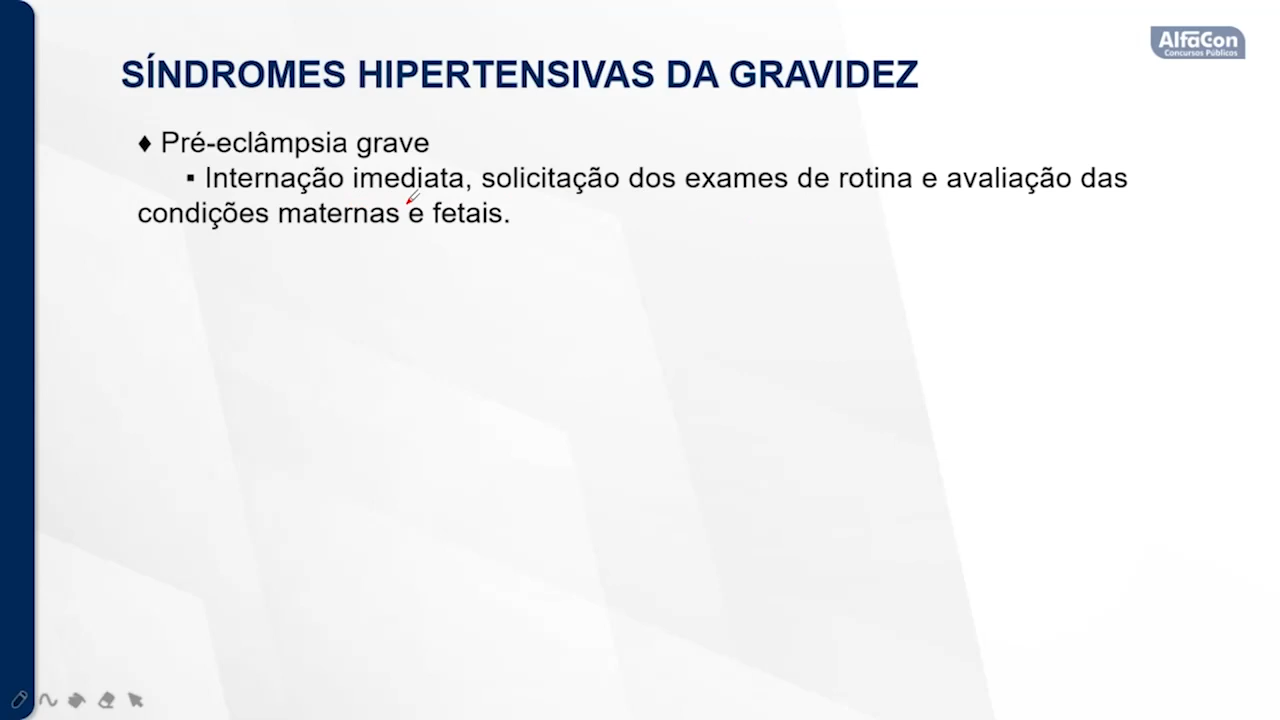 AlfaCon
Concursos Públicos
SÍNDROMES HIPERTENSIVAS DA GRAVIDEZ
♦ Pré-eclâmpsia grave
▪ Internação imediata, solicitação dos exames de rotina e avaliação das
condições maternas e fetais.